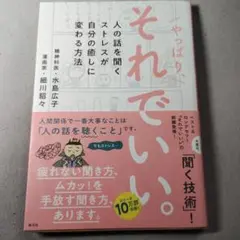 人の話を聞く
ストレスが
自分の癒しに
変わる方法
精神科医・水島広子
漫画家・細川貂々
やっぱり、
それでいい。
人間関係で一番大事なことは
「人の話を聴くこと」です。
疲れない聞き方、
ムカッ!を
手放す聞き方、
あります。
「聞く技術」!
10万部